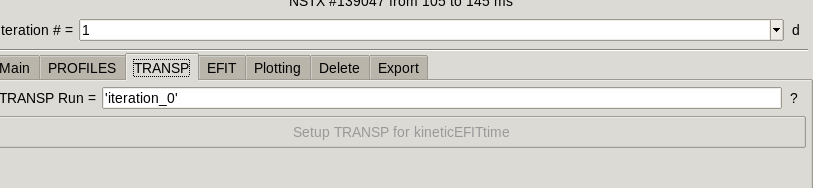 NSTX #139047 from 105 to 145 ms
teration # = 1 d
Main PROFILES TRANSP EFIT Plotting Delete Export
TRANSP Run = 'iteration_0' ?
Setup TRANSP for kineticEFITtime